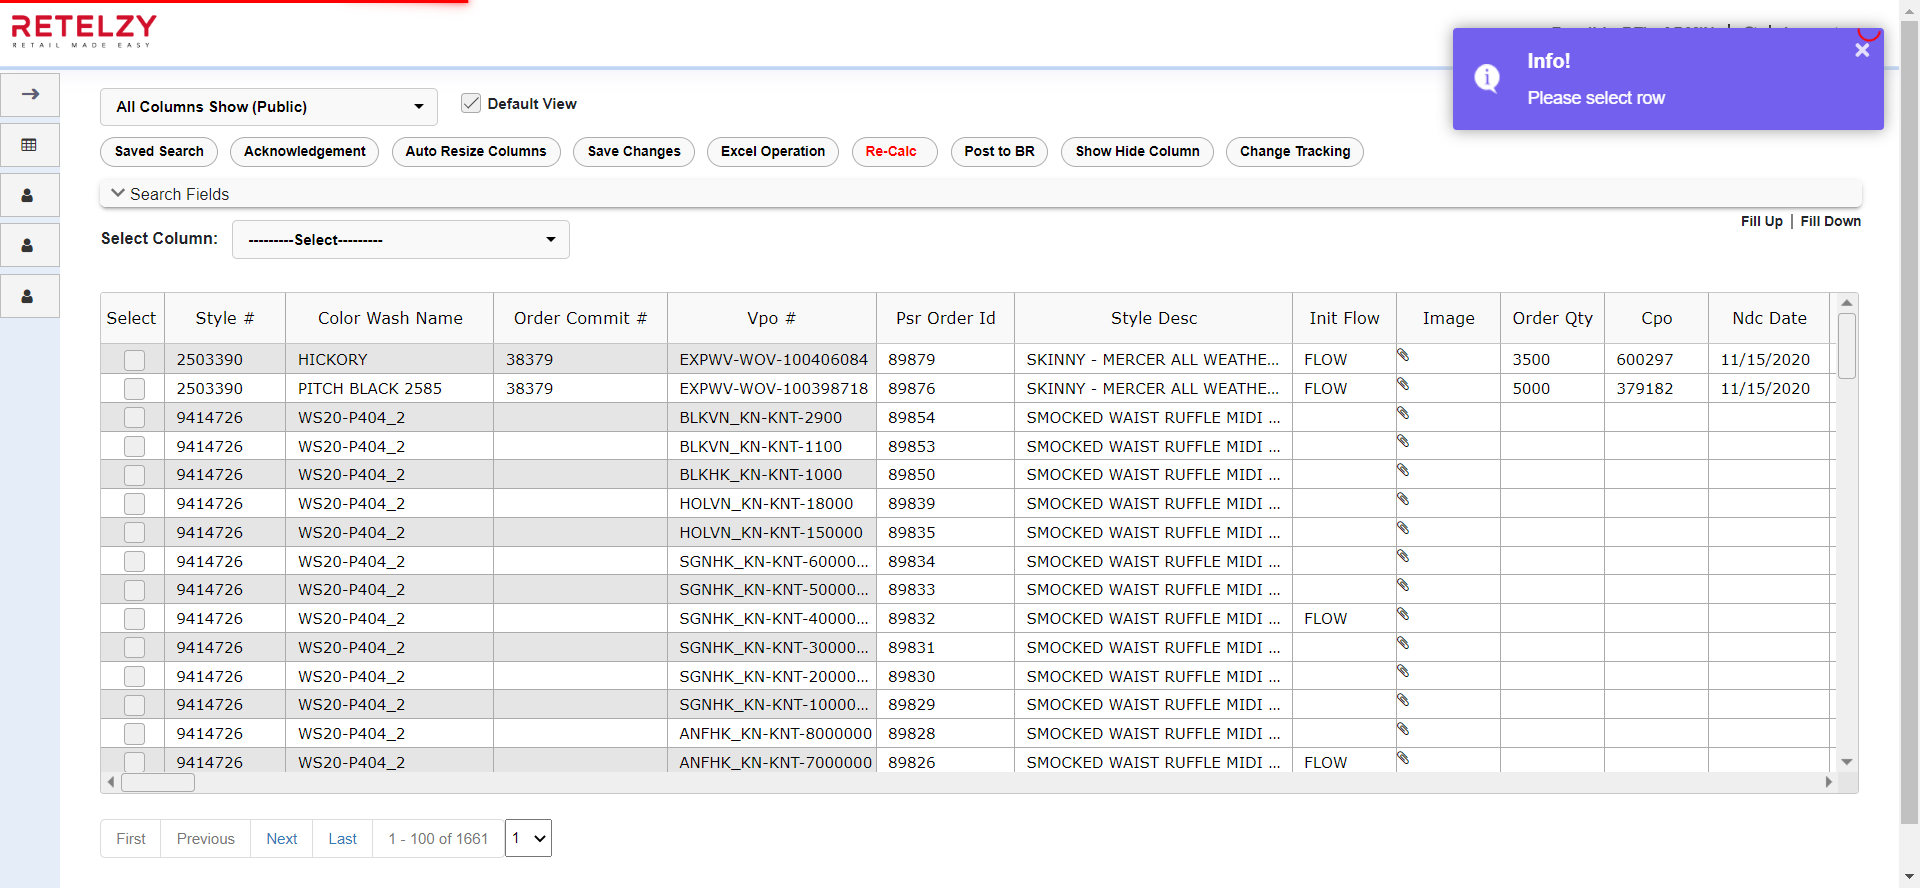 RETELZY
RETAIL MADE EASY
Info!
Please select row
All Columns Show (Public)
Default View
Saved Search Acknowledgement Auto Resize Columns Save Changes Excel Operation Re-Calc Post to BR Show Hide Column Change Tracking
Search Fields
Fill Up | Fill Down
Select Column: ---------Select---------
Select Style # Color Wash Name Order Commit # Vpo # Psr Order Id Style Desc Init Flow Image Order Qty Cpo Ndc Date
2503390 HICKORY 38379 EXPWV-WOV-100406084 89879 SKINNY - MERCER ALL WEATHE... FLOW 3500 600297 11/15/2020
2503390 PITCH BLACK 2585 38379 EXPWV-WOV-100398718 89876 SKINNY - MERCER ALL WEATHE... FLOW 5000 379182 11/15/2020
9414726 WS20-P404_2 BLKVN_KN-KNT-2900 89854 SMOCKED WAIST RUFFLE MIDI ...
9414726 WS20-P404_2 BLKVN_KN-KNT-1100 89853 SMOCKED WAIST RUFFLE MIDI ...
9414726 WS20-P404_2 BLKHK_KN-KNT-1000 89850 SMOCKED WAIST RUFFLE MIDI ...
9414726 WS20-P404_2 HOLVN_KN-KNT-18000 89839 SMOCKED WAIST RUFFLE MIDI ...
9414726 WS20-P404_2 HOLVN_KN-KNT-150000 89835 SMOCKED WAIST RUFFLE MIDI ...
9414726 WS20-P404_2 SGNHK_KN-KNT-60000... 89834 SMOCKED WAIST RUFFLE MIDI ...
9414726 WS20-P404_2 SGNHK_KN-KNT-50000... 89833 SMOCKED WAIST RUFFLE MIDI ...
9414726 WS20-P404_2 SGNHK_KN-KNT-40000... 89832 SMOCKED WAIST RUFFLE MIDI ... FLOW
9414726 WS20-P404_2 SGNHK_KN-KNT-30000... 89831 SMOCKED WAIST RUFFLE MIDI ...
9414726 WS20-P404_2 SGNHK_KN-KNT-20000... 89830 SMOCKED WAIST RUFFLE MIDI ...
9414726 WS20-P404_2 SGNHK_KN-KNT-10000... 89829 SMOCKED WAIST RUFFLE MIDI ...
9414726 WS20-P404_2 ANFHK_KN-KNT-8000000 89828 SMOCKED WAIST RUFFLE MIDI ...
9414726 WS20-P404_2 ANFHK_KN-KNT-7000000 89826 SMOCKED WAIST RUFFLE MIDI ... FLOW
First Previous Next Last 1 - 100 of 1661 1